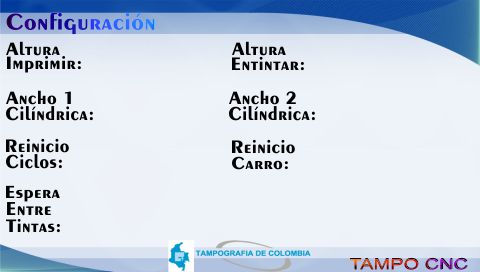 Configuración
Altura Imprimir:
Altura Entintar:
Ancho 1 Cilíndrica:
Ancho 2 Cilíndrica:
Reinicio Ciclos:
Reinicio Carro:
Espera Entre Tintas:
TAMPOGRAFIA DE COLOMBIA
TAMPO CNC